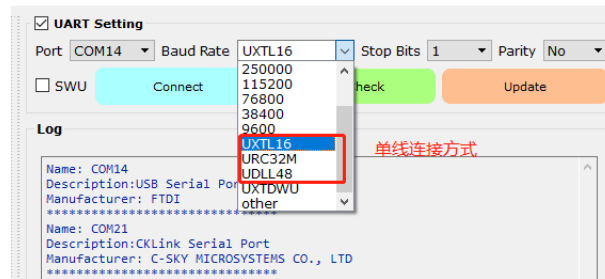 UART Setting
Port COM14 Baud Rate UXTL16 Stop Bits 1 Parity No
SWU Connect heck Update
250000
115200
76800
38400
9600
UXTL16
URC32M
UDLL48
UXTDWU
other
单线连接方式
Log
Name: COM14
Description:USB Serial Por
Manufacturer: FTDI
******************************
Name: COM21
Description:CKLink Serial Port
Manufacturer: C-SKY MICROSYSTEMS CO., LTD
******************************